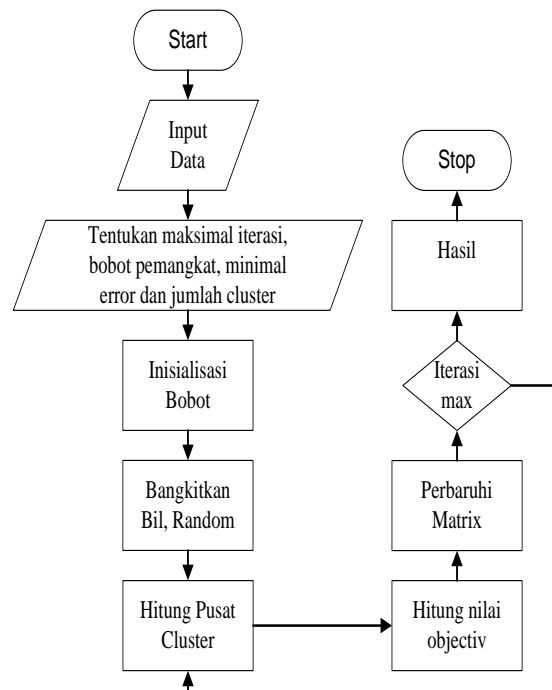 Start
Input
Data
Tentukan maksimal iterasi,
bobot pemangkat, minimal
error dan jumlah cluster
Inisialisasi
Bobot
Bangkitkan
Bil, Random
Hitung Pusat
Cluster
Hitung nilai
objectiv
Perbaruhi
Matrix
Iterasi
max
Hasil
Stop